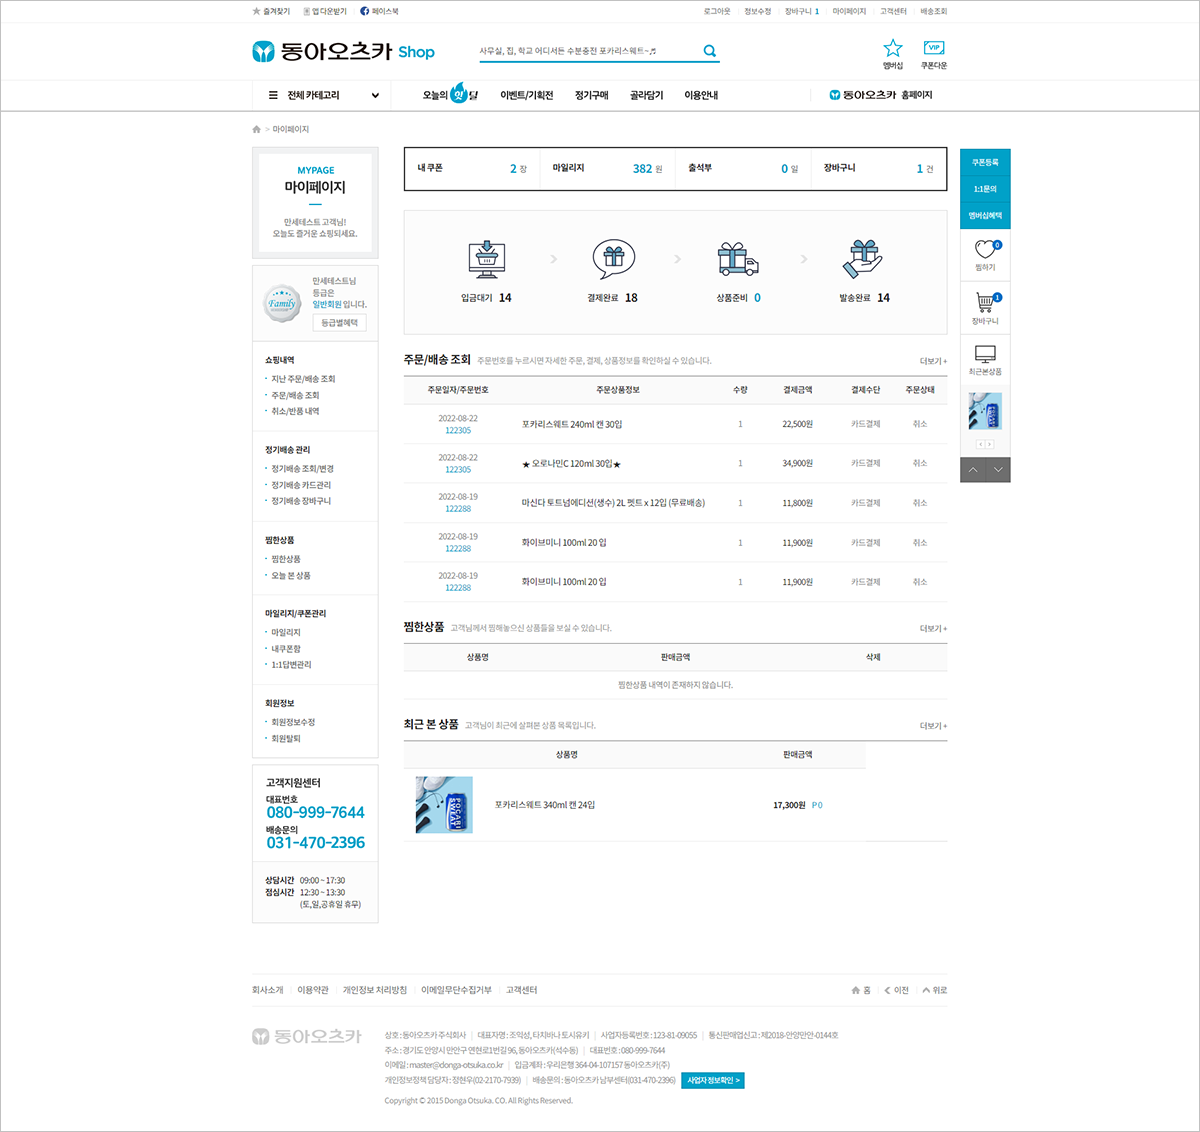 즐겨찾기 앱다운받기 페이스북
로그아웃 정보수정 장바구니 1 마이페이지 고객센터 배송조회
동아오츠카 Shop
사무실, 집, 학교 어디서든 수분충전 포카리스웨트~♬
멤버십
VIP
쿠폰다운
전체 카테고리
오늘의 핫 딜 이벤트/기획전 정기구매 골라담기 이용안내
동아오츠카 홈페이지
> 마이페이지
MYPAGE
마이페이지
만세테스트 고객님!
오늘도 즐거운 쇼핑되세요.
Family
만세테스트님
등급은
일반회원 입니다.
등급별혜택
쇼핑내역
지난 주문/배송 조회
주문/배송 조회
취소/반품 내역
정기배송 관리
정기배송 조회/변경
정기배송 카드관리
정기배송 장바구니
찜한상품
찜한상품
오늘 본 상품
마일리지/쿠폰관리
마일리지
내쿠폰함
1:1답변관리
회원정보
회원정보수정
회원탈퇴
고객지원센터
대표번호
080-999-7644
배송문의
031-470-2396
상담시간 09:00 ~ 17:30
점심시간 12:30 ~ 13:30
(토,일,공휴일 휴무)
내 쿠폰 2 장
마일리지 382 원
출석부 0 일
장바구니 1 건
입금대기 14
결제완료 18
상품준비 0
발송완료 14
주문/배송 조회 주문번호를 누르시면 자세한 주문, 결제, 상품정보를 확인하실 수 있습니다. 더보기 +
주문일자/주문번호 주문상품정보 수량 결제금액 결제수단 주문상태
2022-08-22
122305
포카리스웨트 240ml 캔 30입 1 22,500원 카드결제 취소
2022-08-22
122305
★ 오로나민C 120ml 30입★ 1 34,900원 카드결제 취소
2022-08-19
122288
마신다 토트넘에디션(생수) 2L 펫트 x 12입 (무료배송) 1 11,800원 카드결제 취소
2022-08-19
122288
화이브미니 100ml 20 입 1 11,900원 카드결제 취소
2022-08-19
122288
화이브미니 100ml 20 입 1 11,900원 카드결제 취소
찜한상품 고객님께서 찜해놓으신 상품들을 보실 수 있습니다. 더보기 +
상품명 판매금액 삭제
찜한상품 내역이 존재하지 않습니다.
최근 본 상품 고객님이 최근에 살펴본 상품 목록입니다. 더보기 +
상품명 판매금액
POCARI
SWEAT
포카리스웨트 340ml 캔 24입 17,300원 P 0
쿠폰등록
1:1문의
멤버십혜택
0
찜하기
1
장바구니
최근본상품
회사소개 이용약관 개인정보 처리방침 이메일무단수집거부 고객센터
홈 이전 위로
동아오츠카
상호 : 동아오츠카 주식회사 | 대표자명 : 조익성, 타치바나 토시유키 | 사업자등록번호 : 123-81-09055 | 통신판매업신고 : 제2018-안양만안-0144호
주소 : 경기도 안양시 만안구 연현로1번길 96, 동아오츠카(석수동) | 대표번호 : 080-999-7644
이메일 : master@donga-otsuka.co.kr | 입금계좌 : 우리은행 364-04-107157 동아오츠카(주)
개인정보정책 담당자 : 장현우(02-2170-7939) | 배송문의 : 동아오츠카 남부센터(031-470-2396) 사업자정보확인 >
Copyright © 2015 Donga Otsuka. CO. All Rights Reserved.